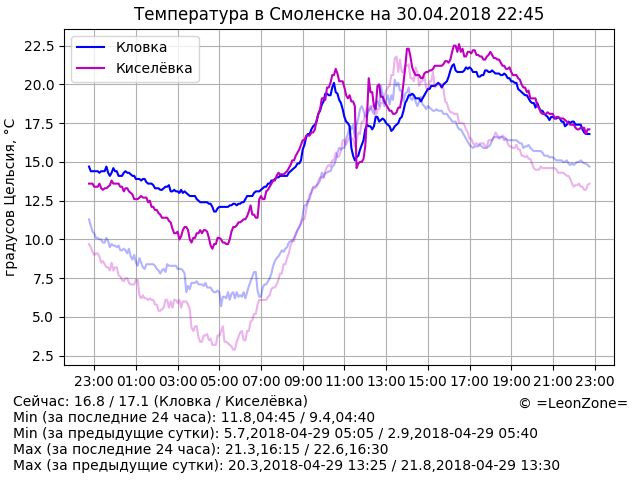 Температура в Смоленске на 30.04.2018 22:45
Кловка
Киселёвка
градусов Цельсия, °C
22.5
20.0
17.5
15.0
12.5
10.0
7.5
5.0
2.5
23:00 01:00 03:00 05:00 07:00 09:00 11:00 13:00 15:00 17:00 19:00 21:00 23:00
Сейчас: 16.8 / 17.1 (Кловка / Киселёвка)
© =LeonZone=
Min (за последние 24 часа): 11.8,04:45 / 9.4,04:40
Min (за предыдущие сутки): 5.7,2018-04-29 05:05 / 2.9,2018-04-29 05:40
Max (за последние 24 часа): 21.3,16:15 / 22.6,16:30
Max (за предыдущие сутки): 20.3,2018-04-29 13:25 / 21.8,2018-04-29 13:30